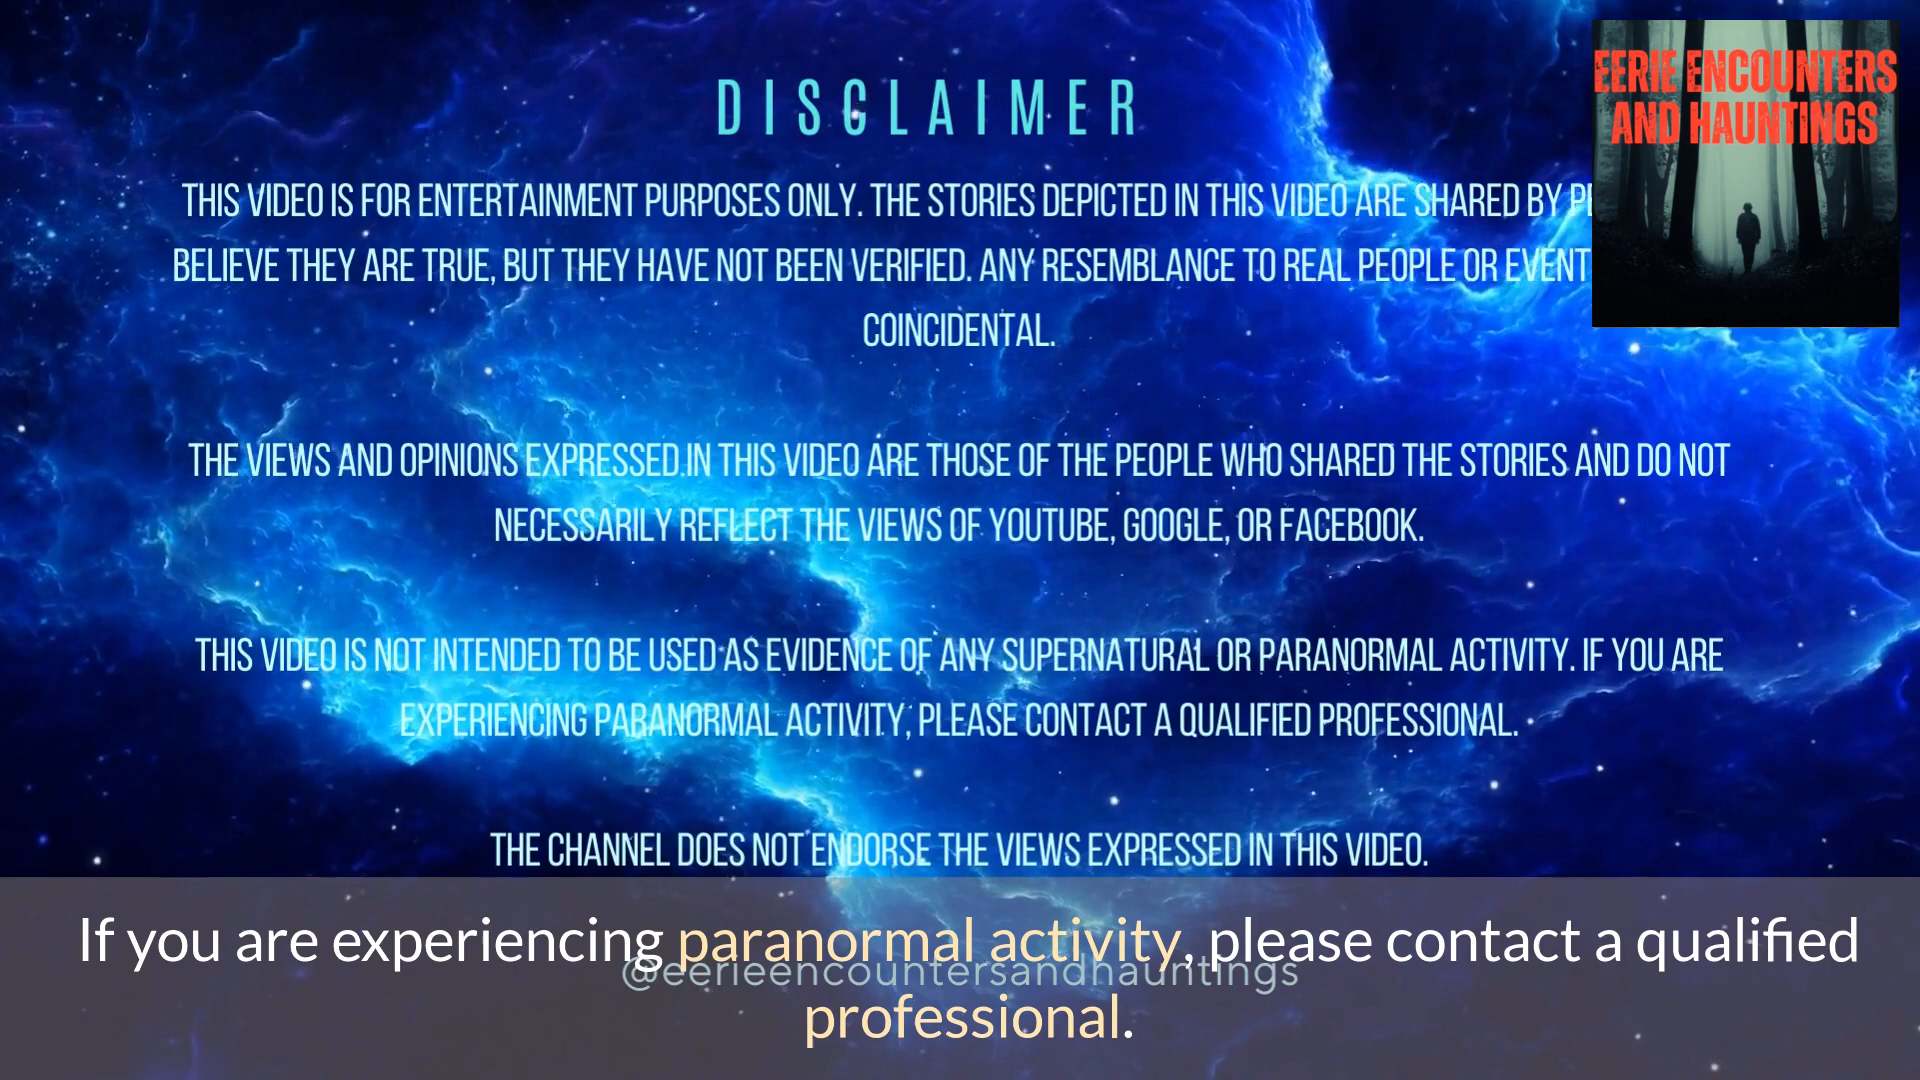 DISCLAIMER
EERIE ENCOUNTERS
AND HAUNTINGS
THIS VIDEO IS FOR ENTERTAINMENT PURPOSES ONLY. THE STORIES DEPICTED IN THIS VIDEO ARE SHARED BY
BELIEVE THEY ARE TRUE, BUT THEY HAVE NOT BEEN VERIFIED. ANY RESEMBLANCE TO REAL PEOPLE OR EVENT
COINCIDENTAL.
THE VIEWS AND OPINIONS EXPRESSED IN THIS VIDEO ARE THOSE OF THE PEOPLE WHO SHARED THE STORIES AND DO NOT
NECESSARILY REFLECT THE VIEWS OF YOUTUBE, GOOGLE, OR FACEBOOK.
THIS VIDEO IS NOT INTENDED TO BE USED AS EVIDENCE OF ANY SUPERNATURAL OR PARANORMAL ACTIVITY. IF YOU ARE
EXPERIENCING PARANORMAL ACTIVITY, PLEASE CONTACT A QUALIFIED PROFESSIONAL.
THE CHANNEL DOES NOT ENDORSE THE VIEWS EXPRESSED IN THIS VIDEO.
If you are experiencing paranormal activity, please contact a qualified
@eerieencountersandhauntings
professional.